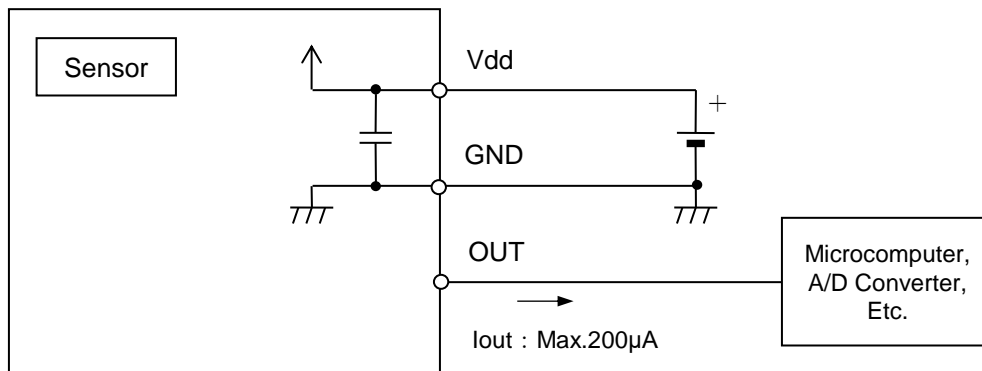 Sensor
Vdd
+
GND
OUT
Microcomputer,
A/D Converter,
Etc.
Iout : Max.200µA